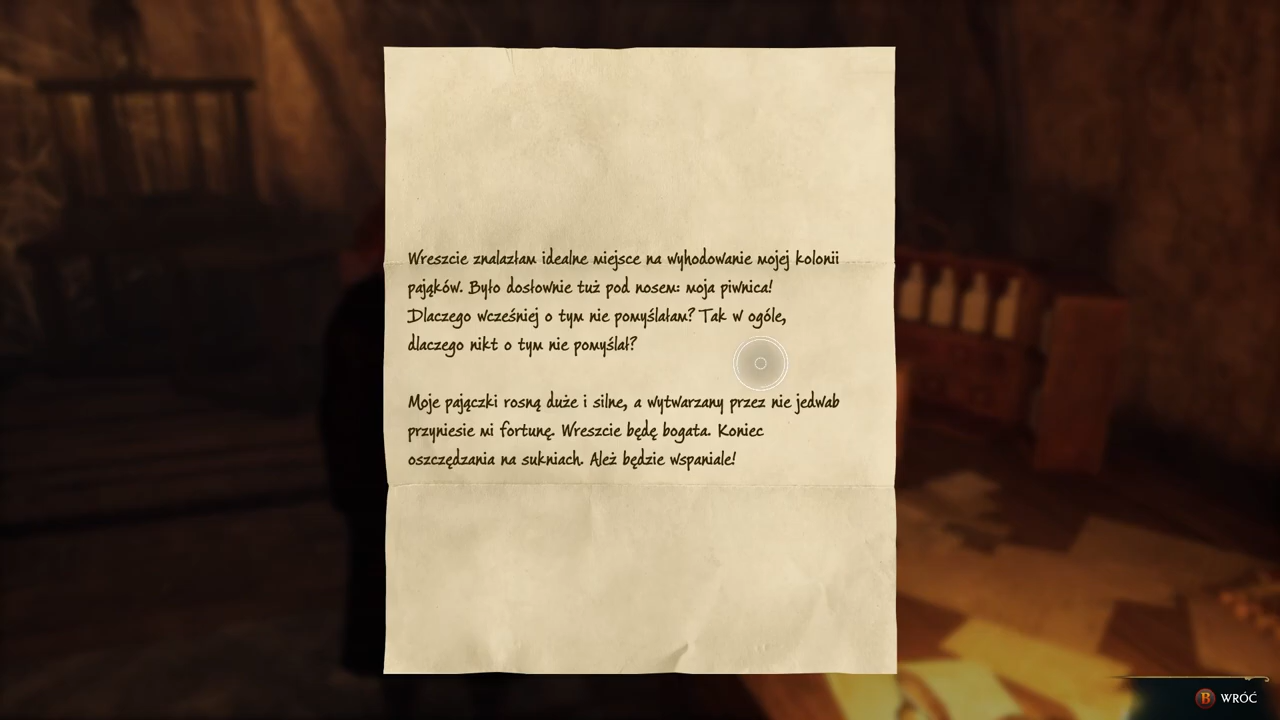 Wreszcie znalazłam idealne miejsce na wyhodowanie mojej kolonii
pająków. Było dosłownie tuż pod nosem: moja piwnica!
Dlaczego wcześniej o tym nie pomyślałam? Tak w ogóle,
dlaczego nikt o tym nie pomyślał?
Moje pajączki rosną duże i silne, a wytwarzany przez nie jedwab
przyniesie mi fortunę. Wreszcie będę bogata. Koniec
oszczędzania na sukniach. Ależ będzie wspaniale!
B WRÓĆ